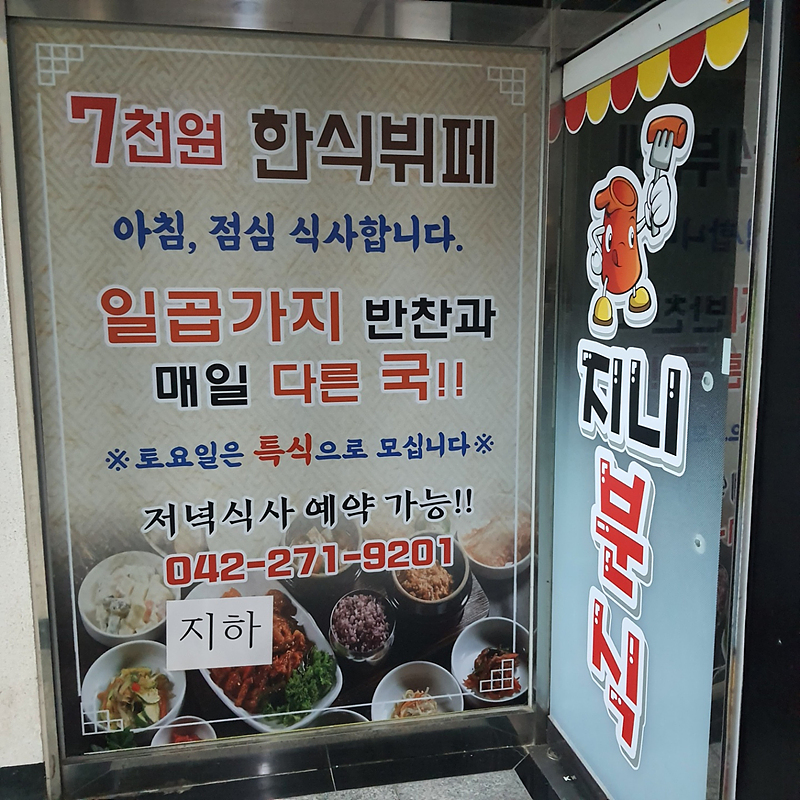 7천원 한식뷔페
아침, 점심 식사합니다.
일곱가지 반찬과
매일 다른 국!!
※토요일은 특식으로 모십니다※
저녁식사 예약 가능!!
042-271-9201
지하
지니
분식